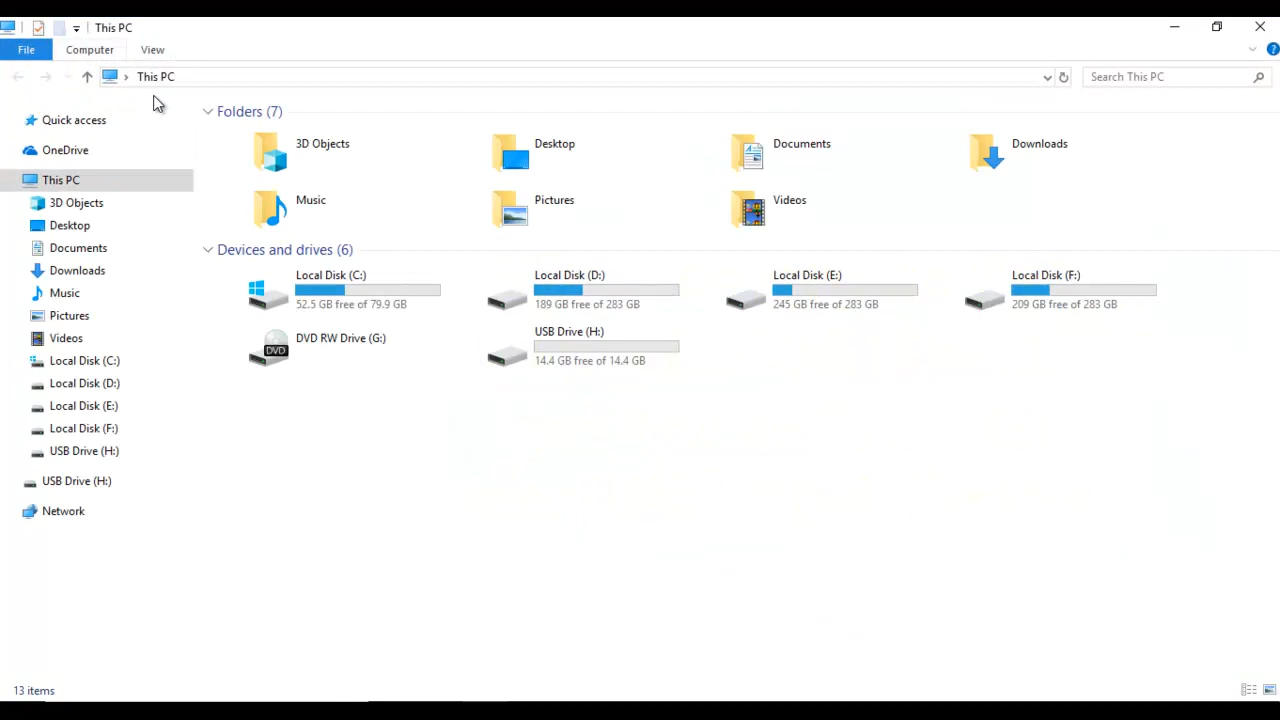 This PC
File Computer View
This PC Search This PC
Quick access
OneDrive
This PC
3D Objects
Desktop
Documents
Downloads
Music
Pictures
Videos
Local Disk (C:)
Local Disk (D:)
Local Disk (E:)
Local Disk (F:)
USB Drive (H:)
USB Drive (H:)
Network
Folders (7)
3D Objects Desktop Documents Downloads
Music Pictures Videos
Devices and drives (6)
Local Disk (C:) Local Disk (D:) Local Disk (E:) Local Disk (F:)
52.5 GB free of 79.9 GB 189 GB free of 283 GB 245 GB free of 283 GB 209 GB free of 283 GB
DVD RW Drive (G:) USB Drive (H:)
DVD
14.4 GB free of 14.4 GB
13 items